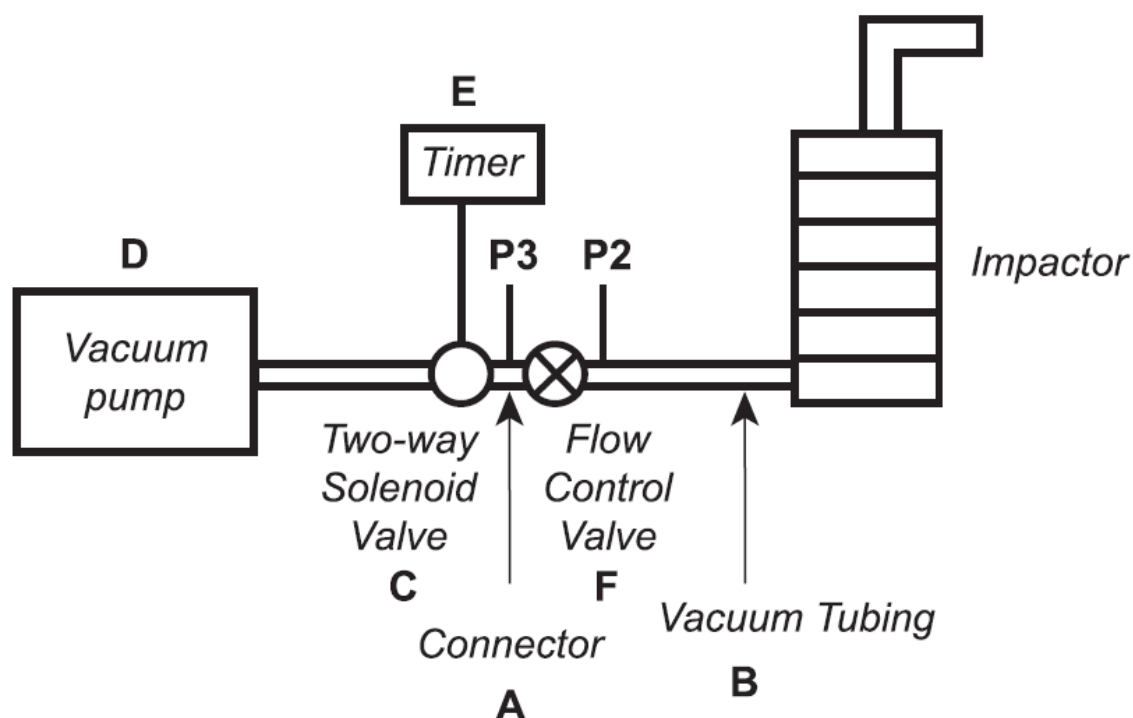 E
Timer
D
P3
P2
Impactor
Vacuum
pump
Two-way
Solenoid
Valve
C
Flow
Control
Valve
F
Connector
A
Vacuum Tubing
B